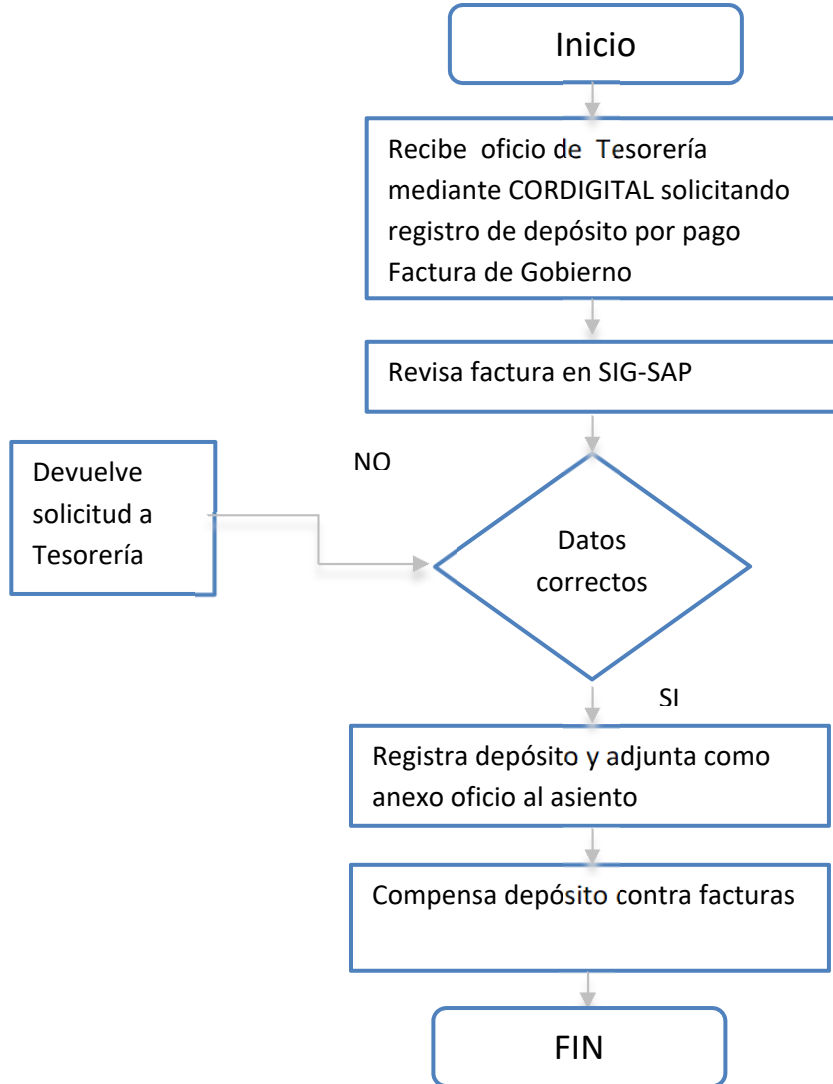 Inicio
Recibe oficio de Tesorería
mediante CORDIGITAL solicitando
registro de depósito por pago
Factura de Gobierno
Revisa factura en SIG-SAP
NO
Devuelve
solicitud a
Tesorería
Datos
correctos
SI
Registra depósito y adjunta como
anexo oficio al asiento
Compensa depósito contra facturas
FIN